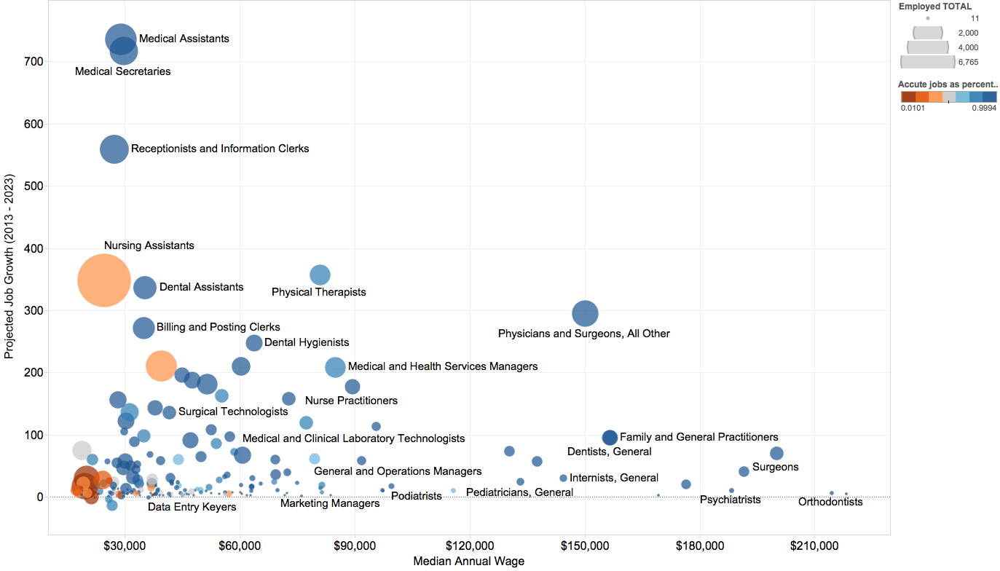 Employed TOTAL
11
2,000
4,000
6,765
Accute jobs as percent..
0.0101 0.9994
Projected Job Growth (2013 - 2023)
700
600
500
400
300
200
100
0
Medical Assistants
Medical Secretaries
Receptionists and Information Clerks
Nursing Assistants
Dental Assistants
Physical Therapists
Billing and Posting Clerks
Physicians and Surgeons, All Other
Dental Hygienists
Medical and Health Services Managers
Nurse Practitioners
Surgical Technologists
Medical and Clinical Laboratory Technologists
Family and General Practitioners
Dentists, General
Surgeons
General and Operations Managers
Internists, General
Pediatricians, General
Podiatrists
Psychiatrists
Orthodontists
Marketing Managers
Data Entry Keyers
$30,000 $60,000 $90,000 $120,000 $150,000 $180,000 $210,000
Median Annual Wage